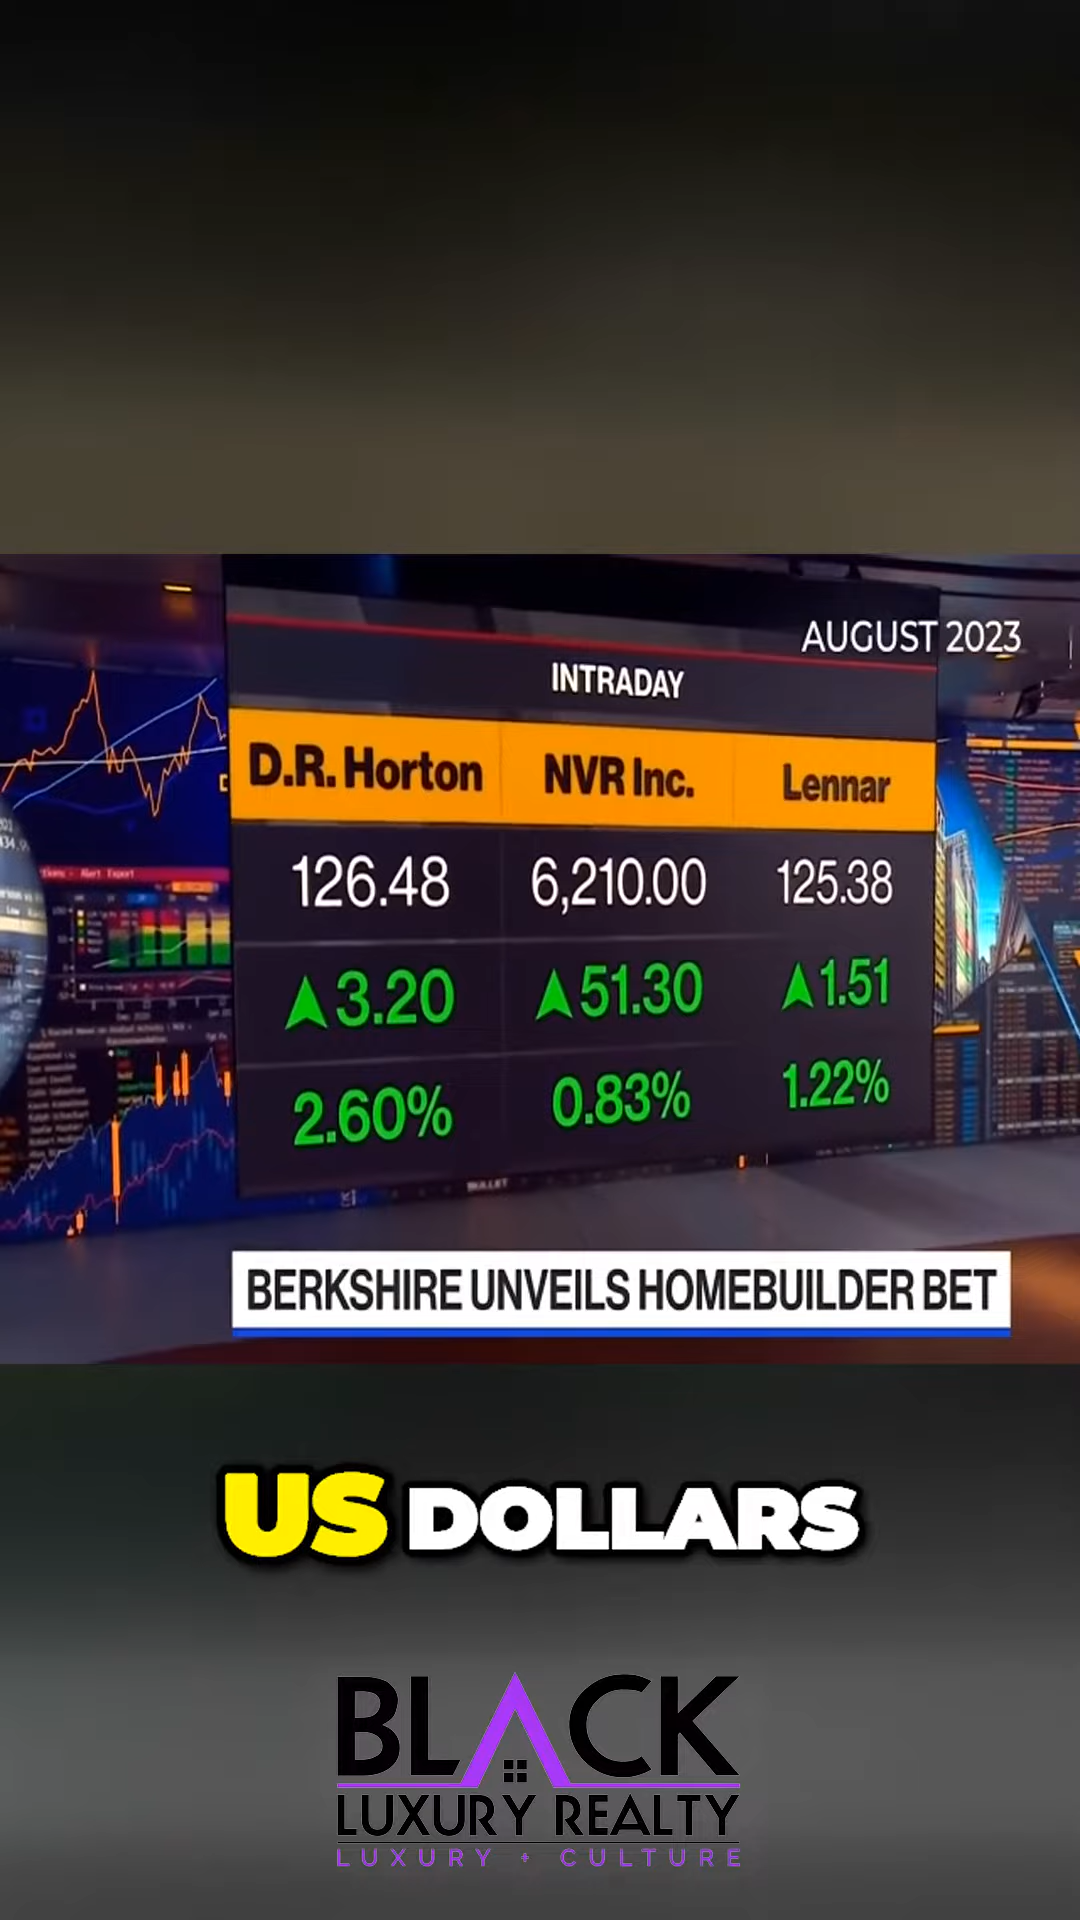 AUGUST 2023
INTRADAY
D.R. Horton NVR Inc. Lennar
126.48 6,210.00 125.38
▲3.20 ▲51.30 ▲1.51
2.60% 0.83% 1.22%
BERKSHIRE UNVEILS HOMEBUILDER BET
US DOLLARS
BLACK
LUXURY REALTY
LUXURY + CULTURE